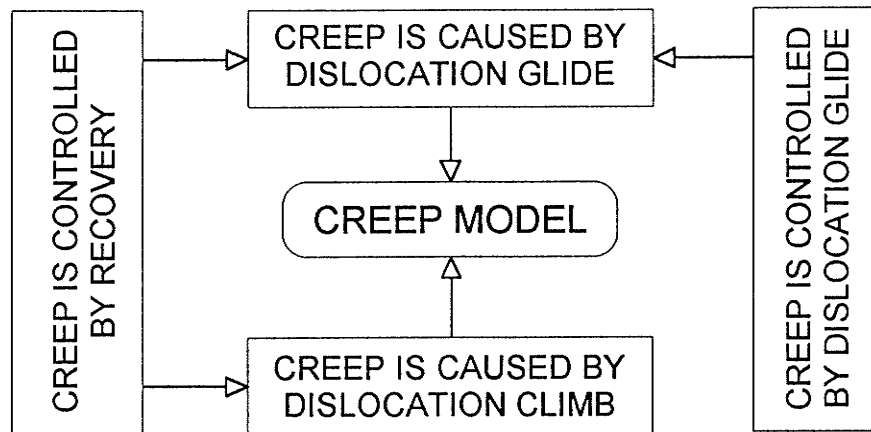 CREEP IS CONTROLLED
BY RECOVERY
CREEP IS CAUSED BY
DISLOCATION GLIDE
CREEP MODEL
CREEP IS CAUSED BY
DISLOCATION CLIMB
CREEP IS CONTROLLED
BY DISLOCATION GLIDE